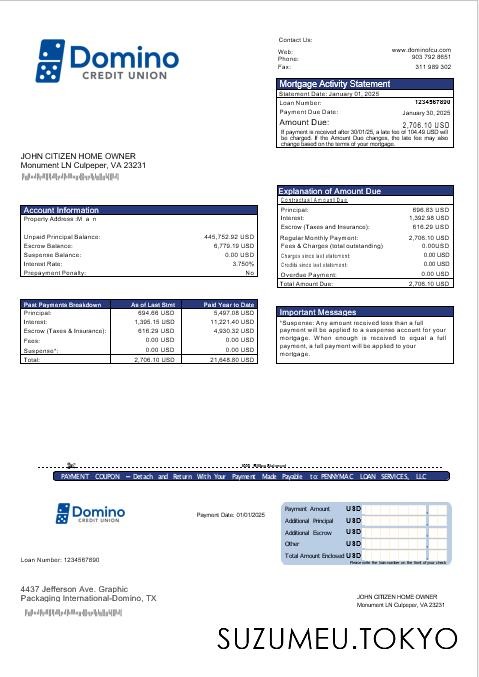 Domino
CREDIT UNION
Contact Us:
Web: www.dominofcu.com
Phone: 903 792 8651
Fax: 311 989 302
Mortgage Activity Statement
Statement Date: January 01, 2025
Loan Number: 1234567890
Payment Due Date: January 30, 2025
Amount Due: 2,706.10 USD
If payment is received after 30/01/25, a late fee of 104.49 USD will
be charged. If the Amount Due changes, the late fee may also
change based on the terms of your mortgage.
JOHN CITIZEN HOME OWNER
Monument LN Culpeper, VA 23231
Account Information
Property Address :M a n
Unpaid Principal Balance: 445,752.92 USD
Escrow Balance: 6,779.19 USD
Suspense Balance: 0.00 USD
Interest Rate: 3.750%
Prepayment Penalty: No
Explanation of Amount Due
Contractual Amount Due
Principal: 696.83 USD
Interest: 1,392.98 USD
Escrow (Taxes and Insurance): 616.29 USD
Regular Monthly Payment: 2,706.10 USD
Fees & Charges (total outstanding) 0.00USD
Charges since last statement: 0.00 USD
Credits since last statement: 0.00 USD
Overdue Payment: 0.00 USD
Total Amount Due: 2,706.10 USD
Past Payments Breakdown As of Last Stmt Paid Year to Date
Principal: 694.66 USD 5,497.08 USD
Interest: 1,395.15 USD 11,221.40 USD
Escrow (Taxes & Insurance): 616.29 USD 4,930.32 USD
Fees: 0.00 USD 0.00 USD
Suspense*: 0.00 USD 0.00 USD
Total: 2,706.10 USD 21,648.80 USD
Important Messages
*Suspense: Any amount received less than a full
payment will be applied to a suspense account for your
mortgage. When enough is received to equal a full
payment, a full payment will be applied to your
mortgage.
PAYMENT COUPON – Detach and Return With Your Payment Made Payable to: PENNYMAC LOAN SERVICES, LLC
Domino
CREDIT UNION
Payment Date: 01/01/2025
Payment Amount USD
Additional Principal USD
Additional Escrow USD
Other USD
Total Amount Enclosed USD
Please write the loan number on the front of your check
Loan Number: 1234567890
4437 Jefferson Ave. Graphic
Packaging International-Domino, TX
JOHN CITIZEN HOME OWNER
Monument LN Culpeper, VA 23231
SUZUMEU.TOKYO